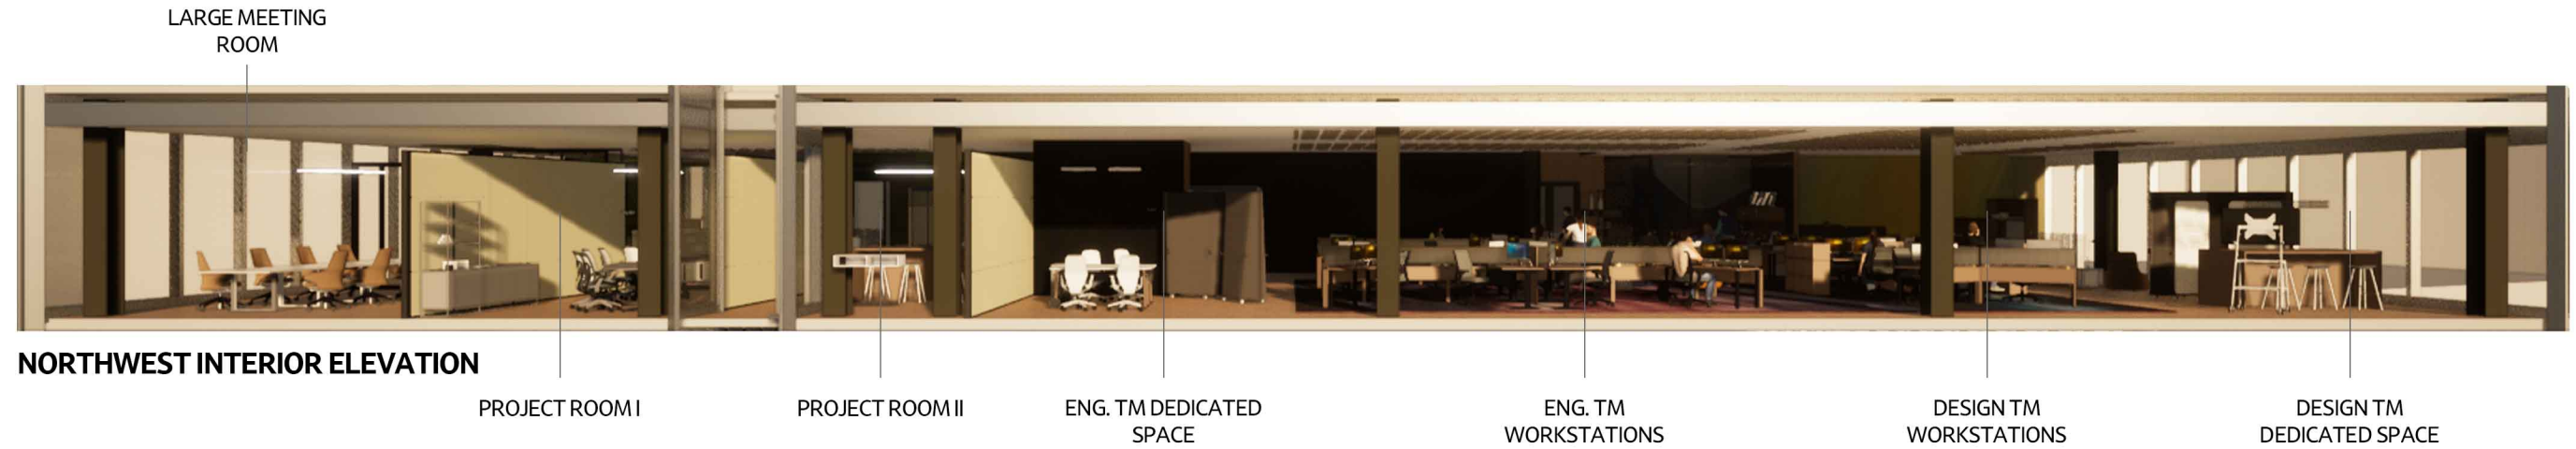 LARGE MEETING
ROOM
NORTHWEST INTERIOR ELEVATION
PROJECT ROOM I
PROJECT ROOM II
ENG. TM DEDICATED
SPACE
ENG. TM
WORKSTATIONS
DESIGN TM
WORKSTATIONS
DESIGN TM
DEDICATED SPACE